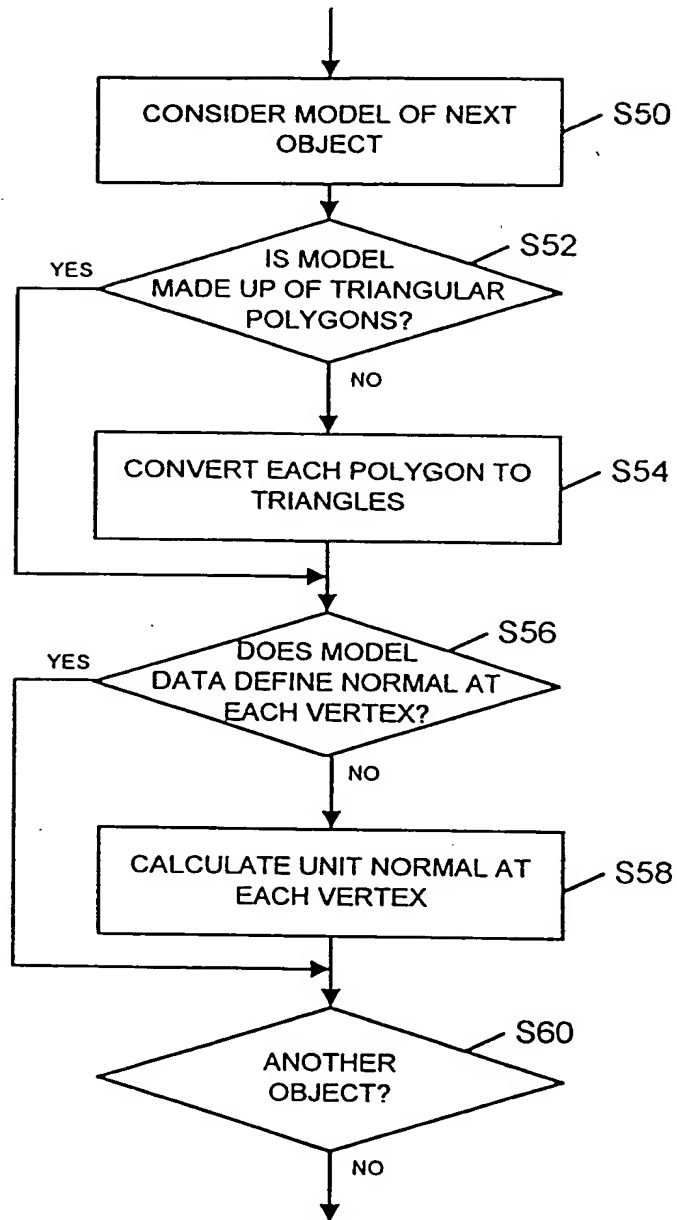 CONSIDER MODEL OF NEXT
OBJECT
S50
S52
YES
IS MODEL
MADE UP OF TRIANGULAR
POLYGONS?
NO
CONVERT EACH POLYGON TO
TRIANGLES
S54
S56
YES
DOES MODEL
DATA DEFINE NORMAL AT
EACH VERTEX?
NO
CALCULATE UNIT NORMAL AT
EACH VERTEX
S58
S60
ANOTHER
OBJECT?
NO